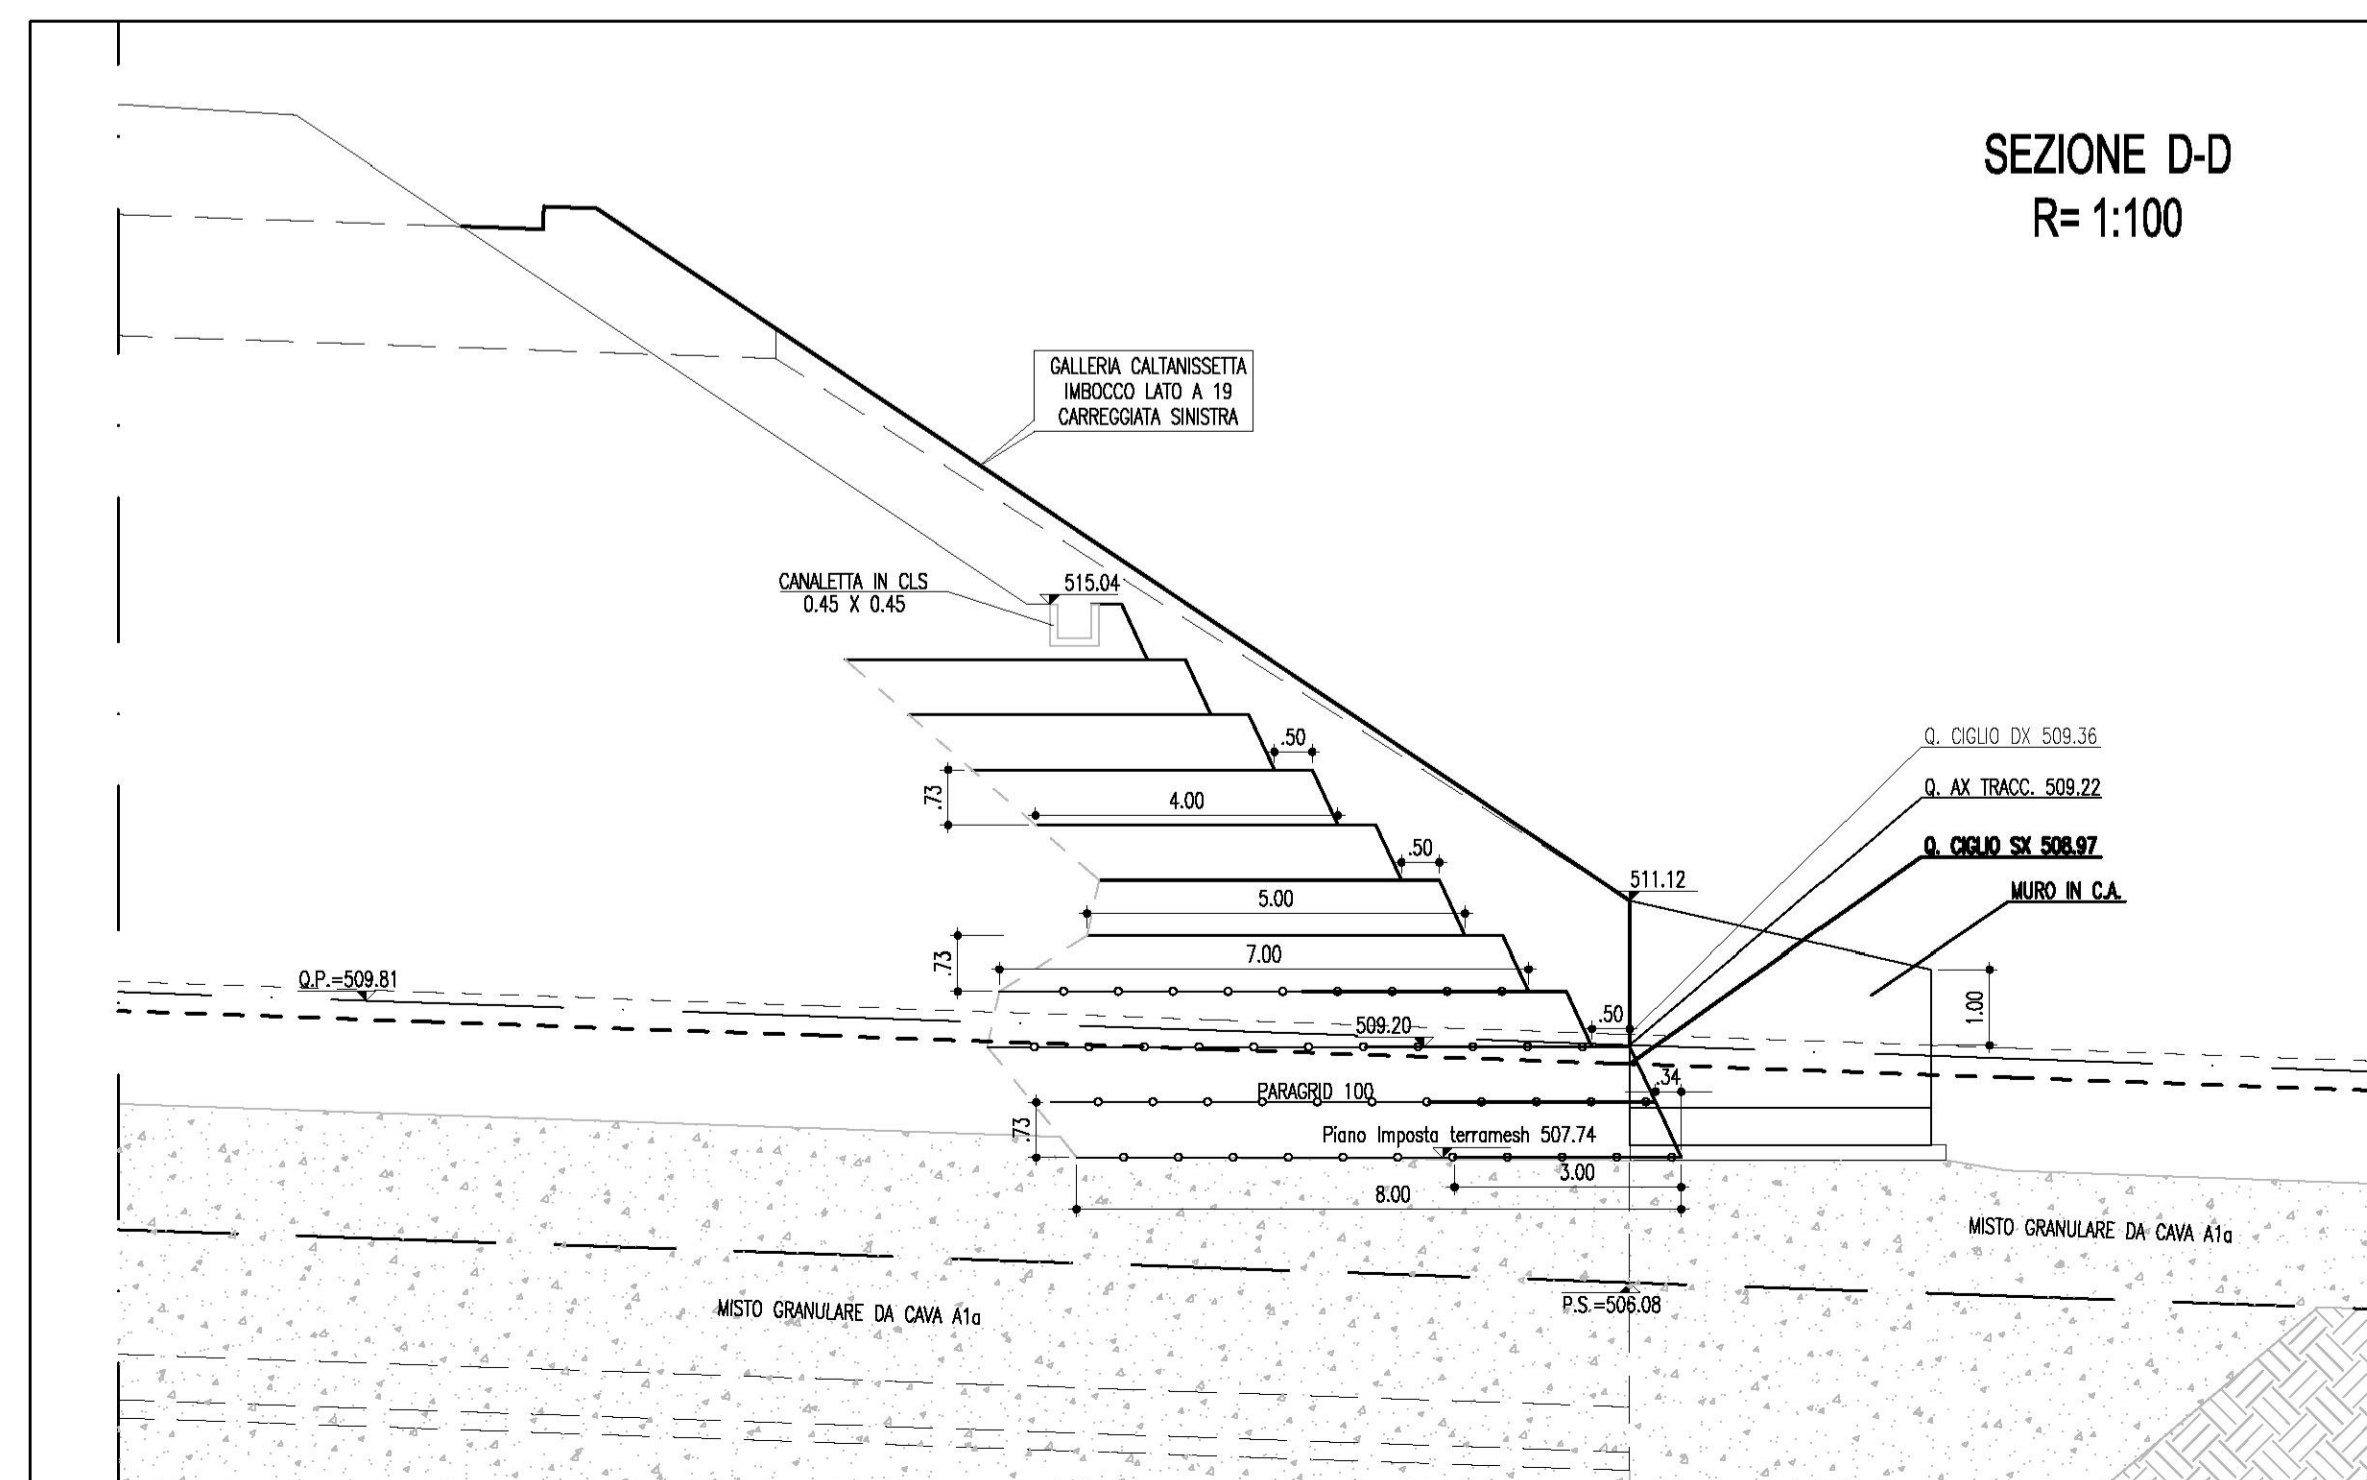 SEZIONE D-D
R= 1:100
GALLERIA CALTANISSETTA
IMBOCCO LATO A 19
CARREGGIATA SINISTRA
CANALETTA IN CLS
0.45 X 0.45
515.04
.50
.73
4.00
.50
5.00
.73
7.00
Q. CIGLIO DX 509.36
Q. AX TRACC. 509.22
Q. CIGLIO SX 508.97
MURO IN C.A.
511.12
1.00
Q.P.=509.81
.50
509.20
.34
PARAGRID 100
.73
Piano Imposta terramesh 507.74
3.00
8.00
MISTO GRANULARE DA CAVA A1a
P.S.=506.08
MISTO GRANULARE DA CAVA A1a